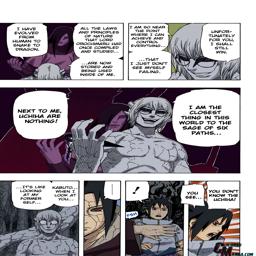 UNFOR-
TUNATELY
FOR YOU,
I SHALL
STILL
WIN.
I AM SO NEAR
THE POINT
WHERE I CAN
ACHIEVE AND
CONTROL
EVERYTHING...
...THAT
I JUST DON'T
SEE MYSELF
FAILING.
ALL THE LAWS
AND PRINCIPLES
OF NATURE
THAT LORD
OROCHIMARU HAD
ONCE COMPILED
AND STUDIED...
...ARE NOW
STORED AND
BEING USED
INSIDE OF ME.
I HAVE
EVOLVED
FROM
HUMAN TO
SNAKE TO
DRAGON.
I AM THE
CLOSEST
THING IN THIS
WORLD TO THE
SAGE OF SIX
PATHS...
NEXT TO ME,
UCHIHA ARE
NOTHING!
YOU DON'T
KNOW THE
UCHIHA!
YOU
SEE...
!
KABUTO...
WHEN I
LOOK AT
YOU...
...IT'S LIKE
LOOKING
AT MY
FORMER
SELF...